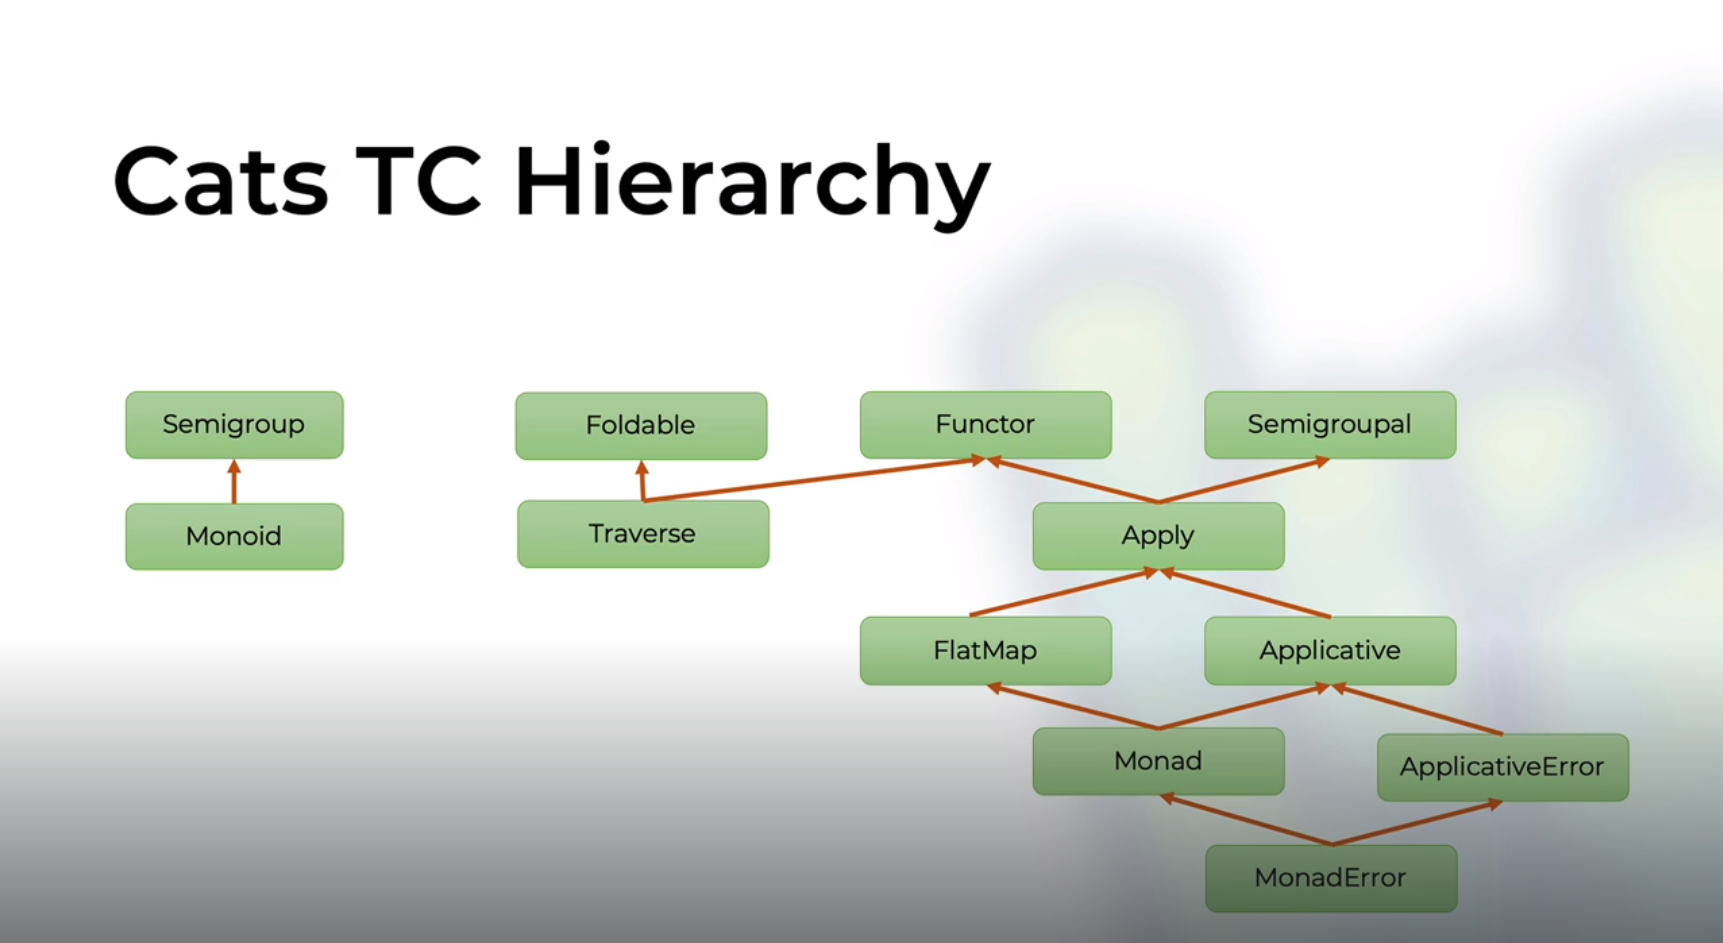 Cats TC Hierarchy
Semigroup
Foldable
Functor
Semigroupal
Monoid
Traverse
Apply
FlatMap
Applicative
Monad
ApplicativeError
MonadError